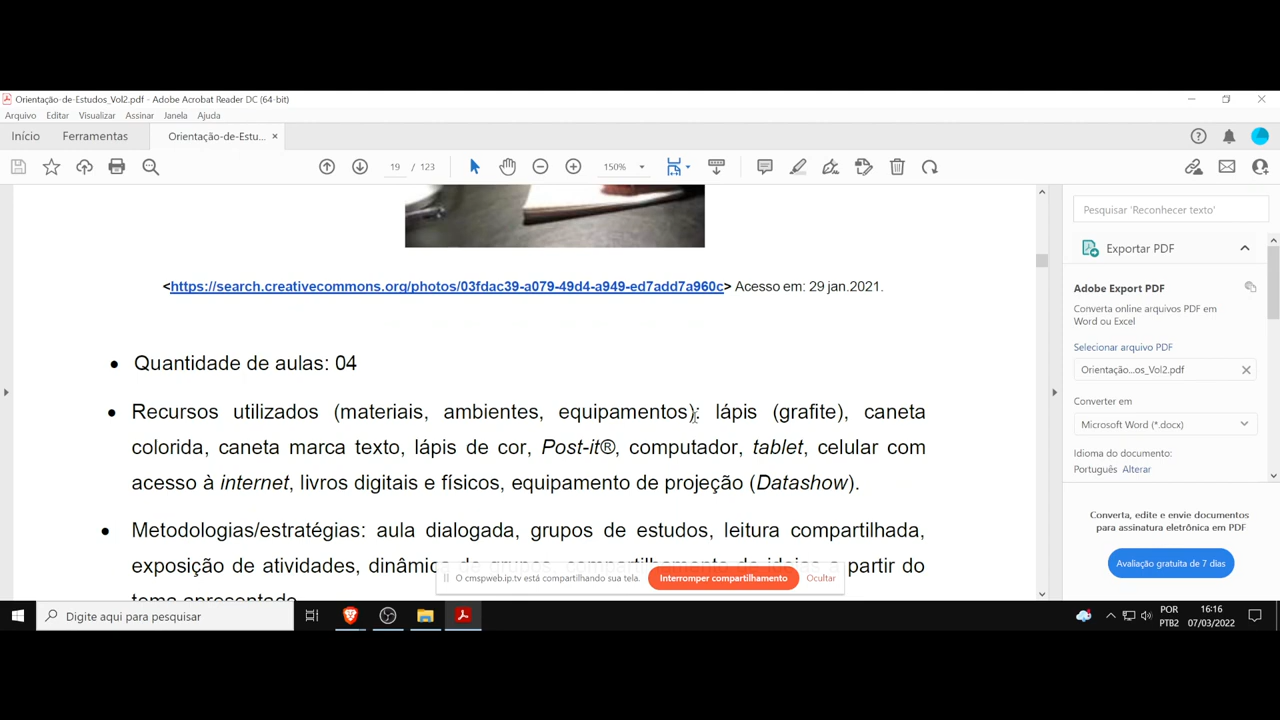 Orientação-de-Estudos_Vol2.pdf - Adobe Acrobat Reader DC (64-bit)
Arquivo Editar Visualizar Assinar Janela Ajuda
Início Ferramentas Orientação-de-Estu... ×
19 / 123 150%
Pesquisar 'Reconhecer texto'
Exportar PDF
<https://search.creativecommons.org/photos/03fdac39-a079-49d4-a949-ed7add7a960c> Acesso em: 29 jan.2021.
Adobe Export PDF
Converta online arquivos PDF em
Word ou Excel
Selecionar arquivo PDF
Orientação...os_Vol2.pdf
Converter em
Microsoft Word (*.docx)
Idioma do documento:
Português Alterar
Converta, edite e envie documentos
para assinatura eletrônica em PDF
Avaliação gratuita de 7 dias
• Quantidade de aulas: 04
• Recursos utilizados (materiais, ambientes, equipamentos): lápis (grafite), caneta
colorida, caneta marca texto, lápis de cor, Post-it®, computador, tablet, celular com
acesso à internet, livros digitais e físicos, equipamento de projeção (Datashow).
• Metodologias/estratégias: aula dialogada, grupos de estudos, leitura compartilhada,
exposição de atividades, dinâmica de grupos, compartilhamento de ideias a partir do
tema apresentado.
O cmspweb.ip.tv está compartilhando sua tela. Interromper compartilhamento Ocultar
Digite aqui para pesquisar
POR
PTB2
16:16
07/03/2022